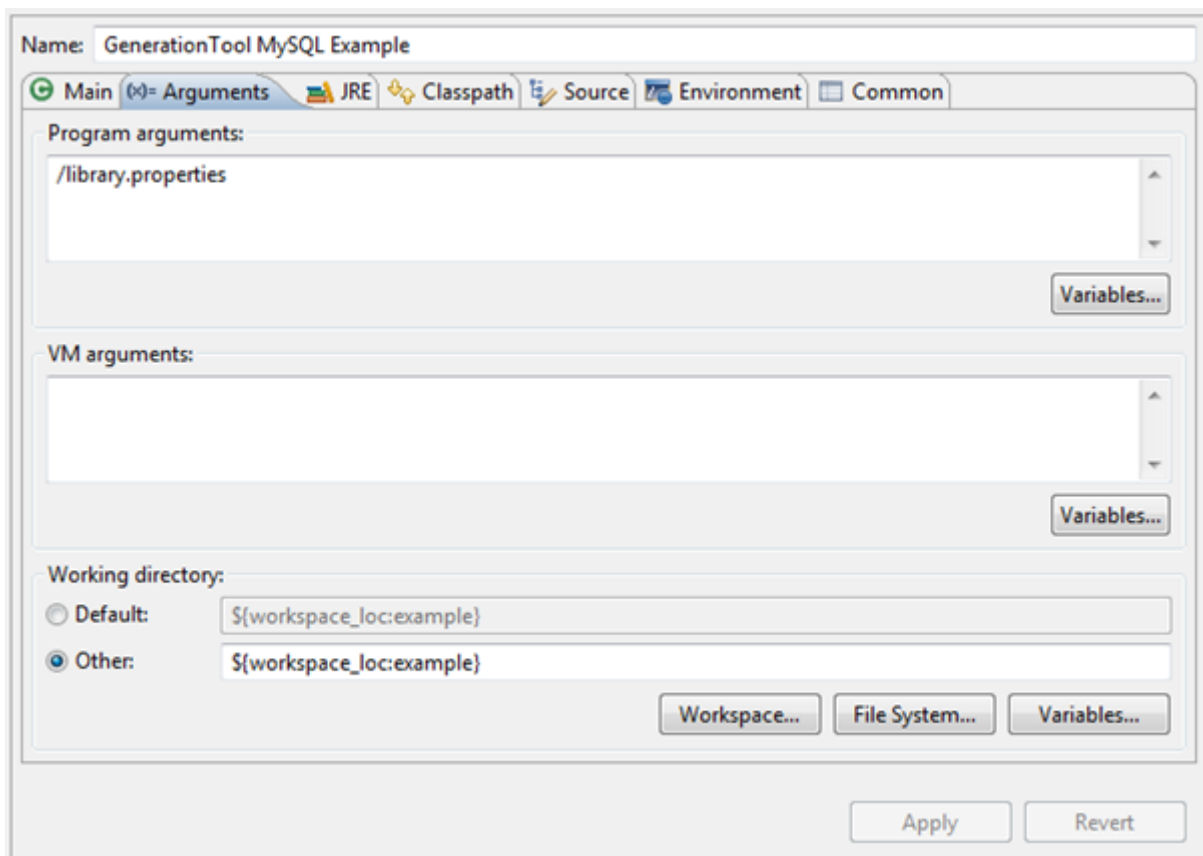 Name: GenerationTool MySQL Example
Main (x)= Arguments JRE Classpath Source Environment Common
Program arguments:
/library.properties
Variables...
VM arguments:
Variables...
Working directory:
Default: ${workspace_loc:example}
Other: ${workspace_loc:example}
Workspace... File System... Variables...
Apply Revert